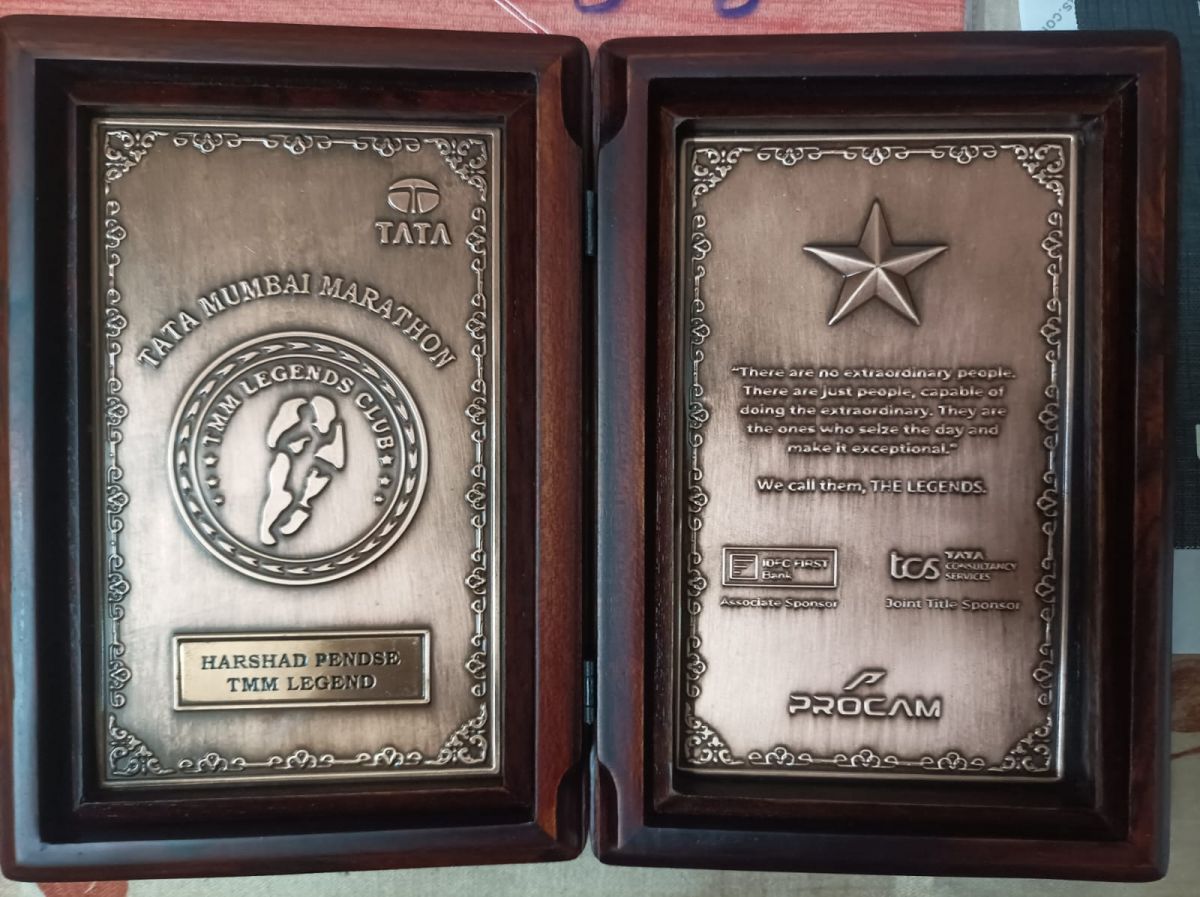 TATA
TATA MUMBAI MARATHON
TMM LEGENDS CLUB
HARSHAD PENDSE
TMM LEGEND
"There are no extraordinary people.
There are just people, capable of
doing the extraordinary. They are
the ones who seize the day and
make it exceptional."
We call them, THE LEGENDS.
IDFC FIRST
Bank
Associate Sponsor
tcs TATA
CONSULTANCY
SERVICES
Joint Title Sponsor
PROCAM